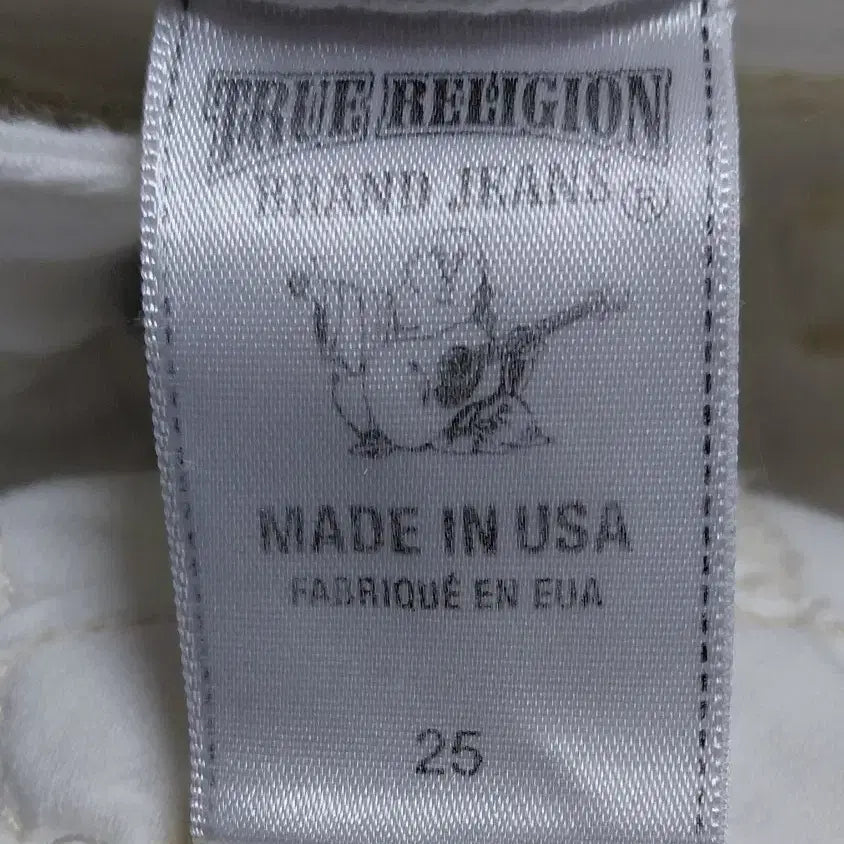 TRUE RELIGION
BRAND JEANS ®
MADE IN USA
FABRIQUÉ EN EUA
25